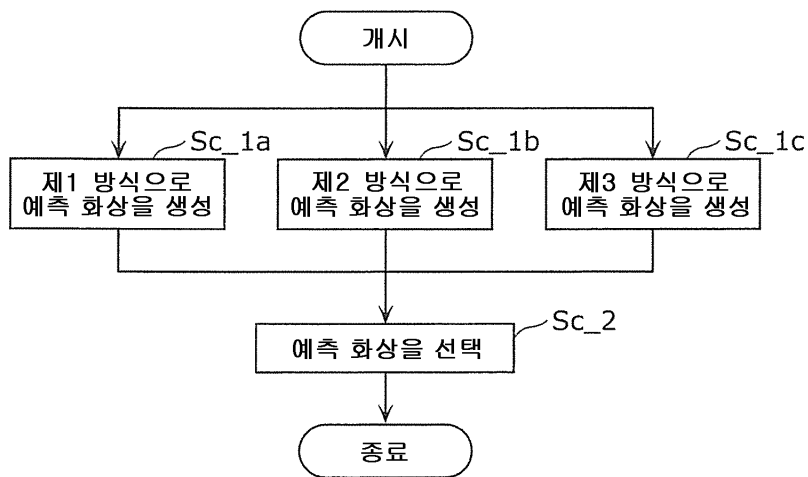 개시
Sc_1a
Sc_1b
Sc_1c
제1 방식으로
예측 화상을 생성
제2 방식으로
예측 화상을 생성
제3 방식으로
예측 화상을 생성
Sc_2
예측 화상을 선택
종료